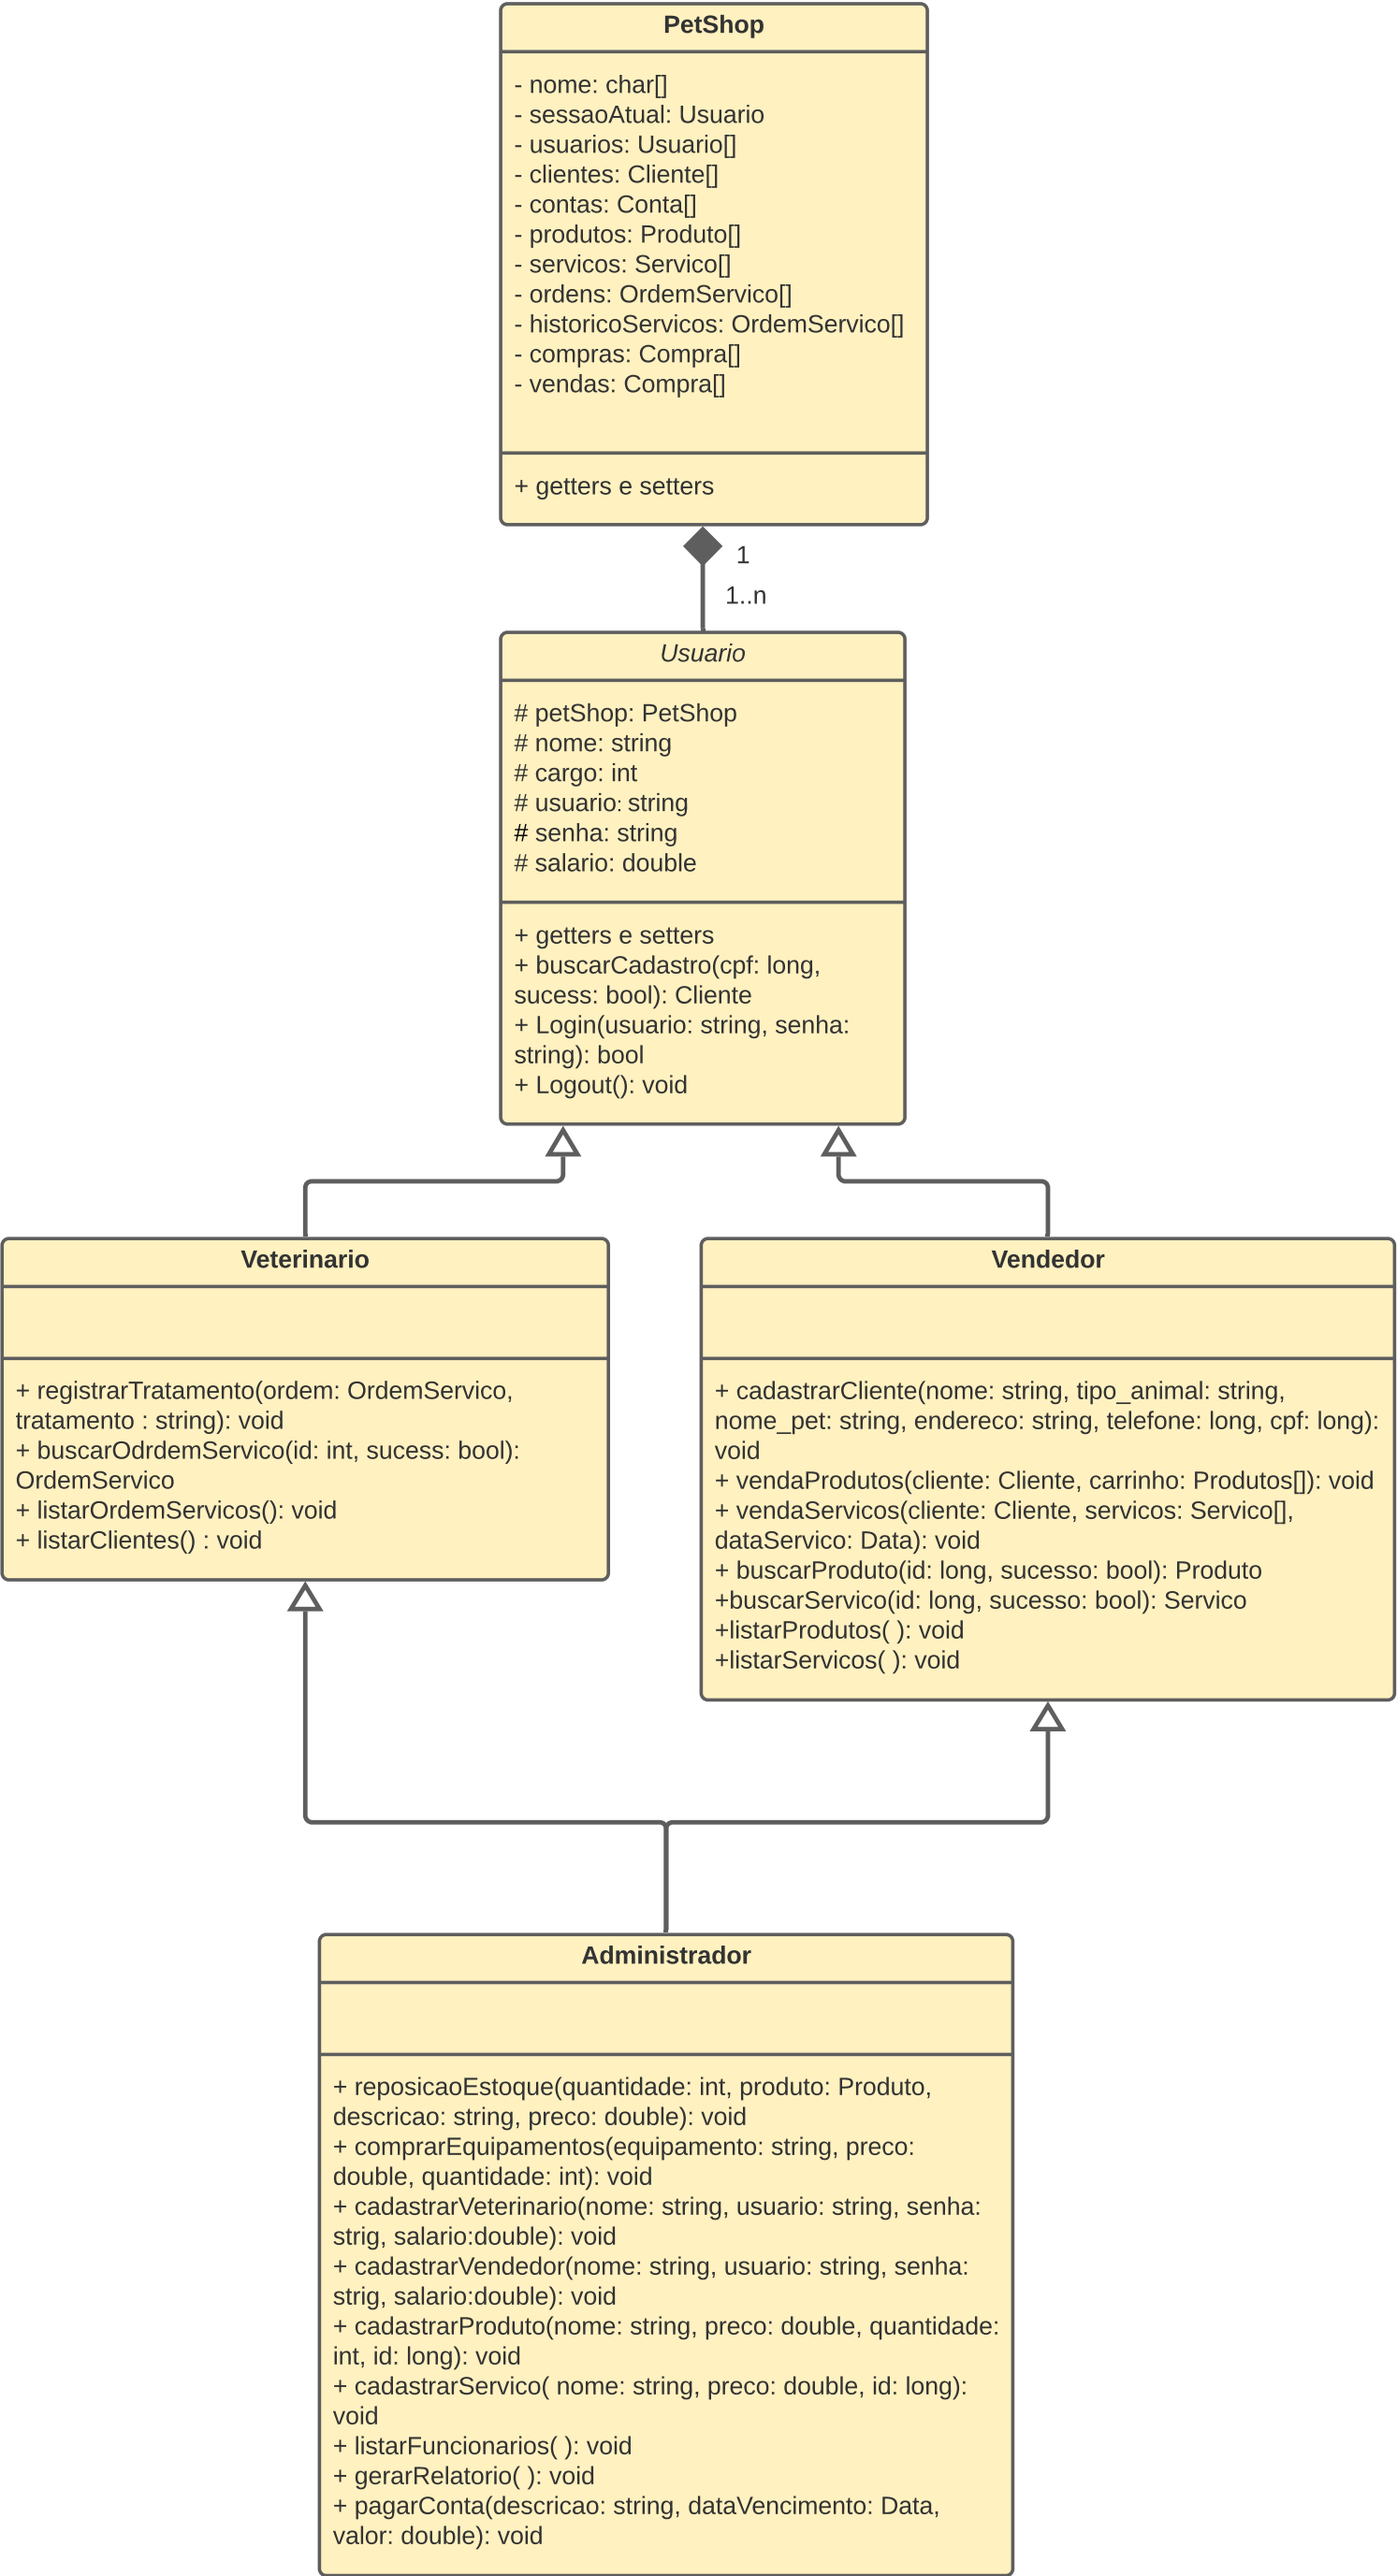 PetShop
- nome: char[]
- sessaoAtual: Usuario
- usuarios: Usuario[]
- clientes: Cliente[]
- contas: Conta[]
- produtos: Produto[]
- servicos: Servico[]
- ordens: OrdemServico[]
- historicoServicos: OrdemServico[]
- compras: Compra[]
- vendas: Compra[]
+ getters e setters
1
1..n
Usuario
# petShop: PetShop
# nome: string
# cargo: int
# usuario: string
# senha: string
# salario: double
+ getters e setters
+ buscarCadastro(cpf: long,
sucess: bool): Cliente
+ Login(usuario: string, senha:
string): bool
+ Logout(): void
Veterinario
+ registrarTratamento(ordem: OrdemServico,
tratamento : string): void
+ buscarOdrdemServico(id: int, sucess: bool):
OrdemServico
+ listarOrdemServicos(): void
+ listarClientes() : void
Vendedor
+ cadastrarCliente(nome: string, tipo_animal: string,
nome_pet: string, endereco: string, telefone: long, cpf: long):
void
+ vendaProdutos(cliente: Cliente, carrinho: Produtos[]): void
+ vendaServicos(cliente: Cliente, servicos: Servico[],
dataServico: Data): void
+ buscarProduto(id: long, sucesso: bool): Produto
+buscarServico(id: long, sucesso: bool): Servico
+listarProdutos( ): void
+listarServicos( ): void
Administrador
+ reposicaoEstoque(quantidade: int, produto: Produto,
descricao: string, preco: double): void
+ comprarEquipamentos(equipamento: string, preco:
double, quantidade: int): void
+ cadastrarVeterinario(nome: string, usuario: string, senha:
strig, salario:double): void
+ cadastrarVendedor(nome: string, usuario: string, senha:
strig, salario:double): void
+ cadastrarProduto(nome: string, preco: double, quantidade:
int, id: long): void
+ cadastrarServico( nome: string, preco: double, id: long):
void
+ listarFuncionarios( ): void
+ gerarRelatorio( ): void
+ pagarConta(descricao: string, dataVencimento: Data,
valor: double): void